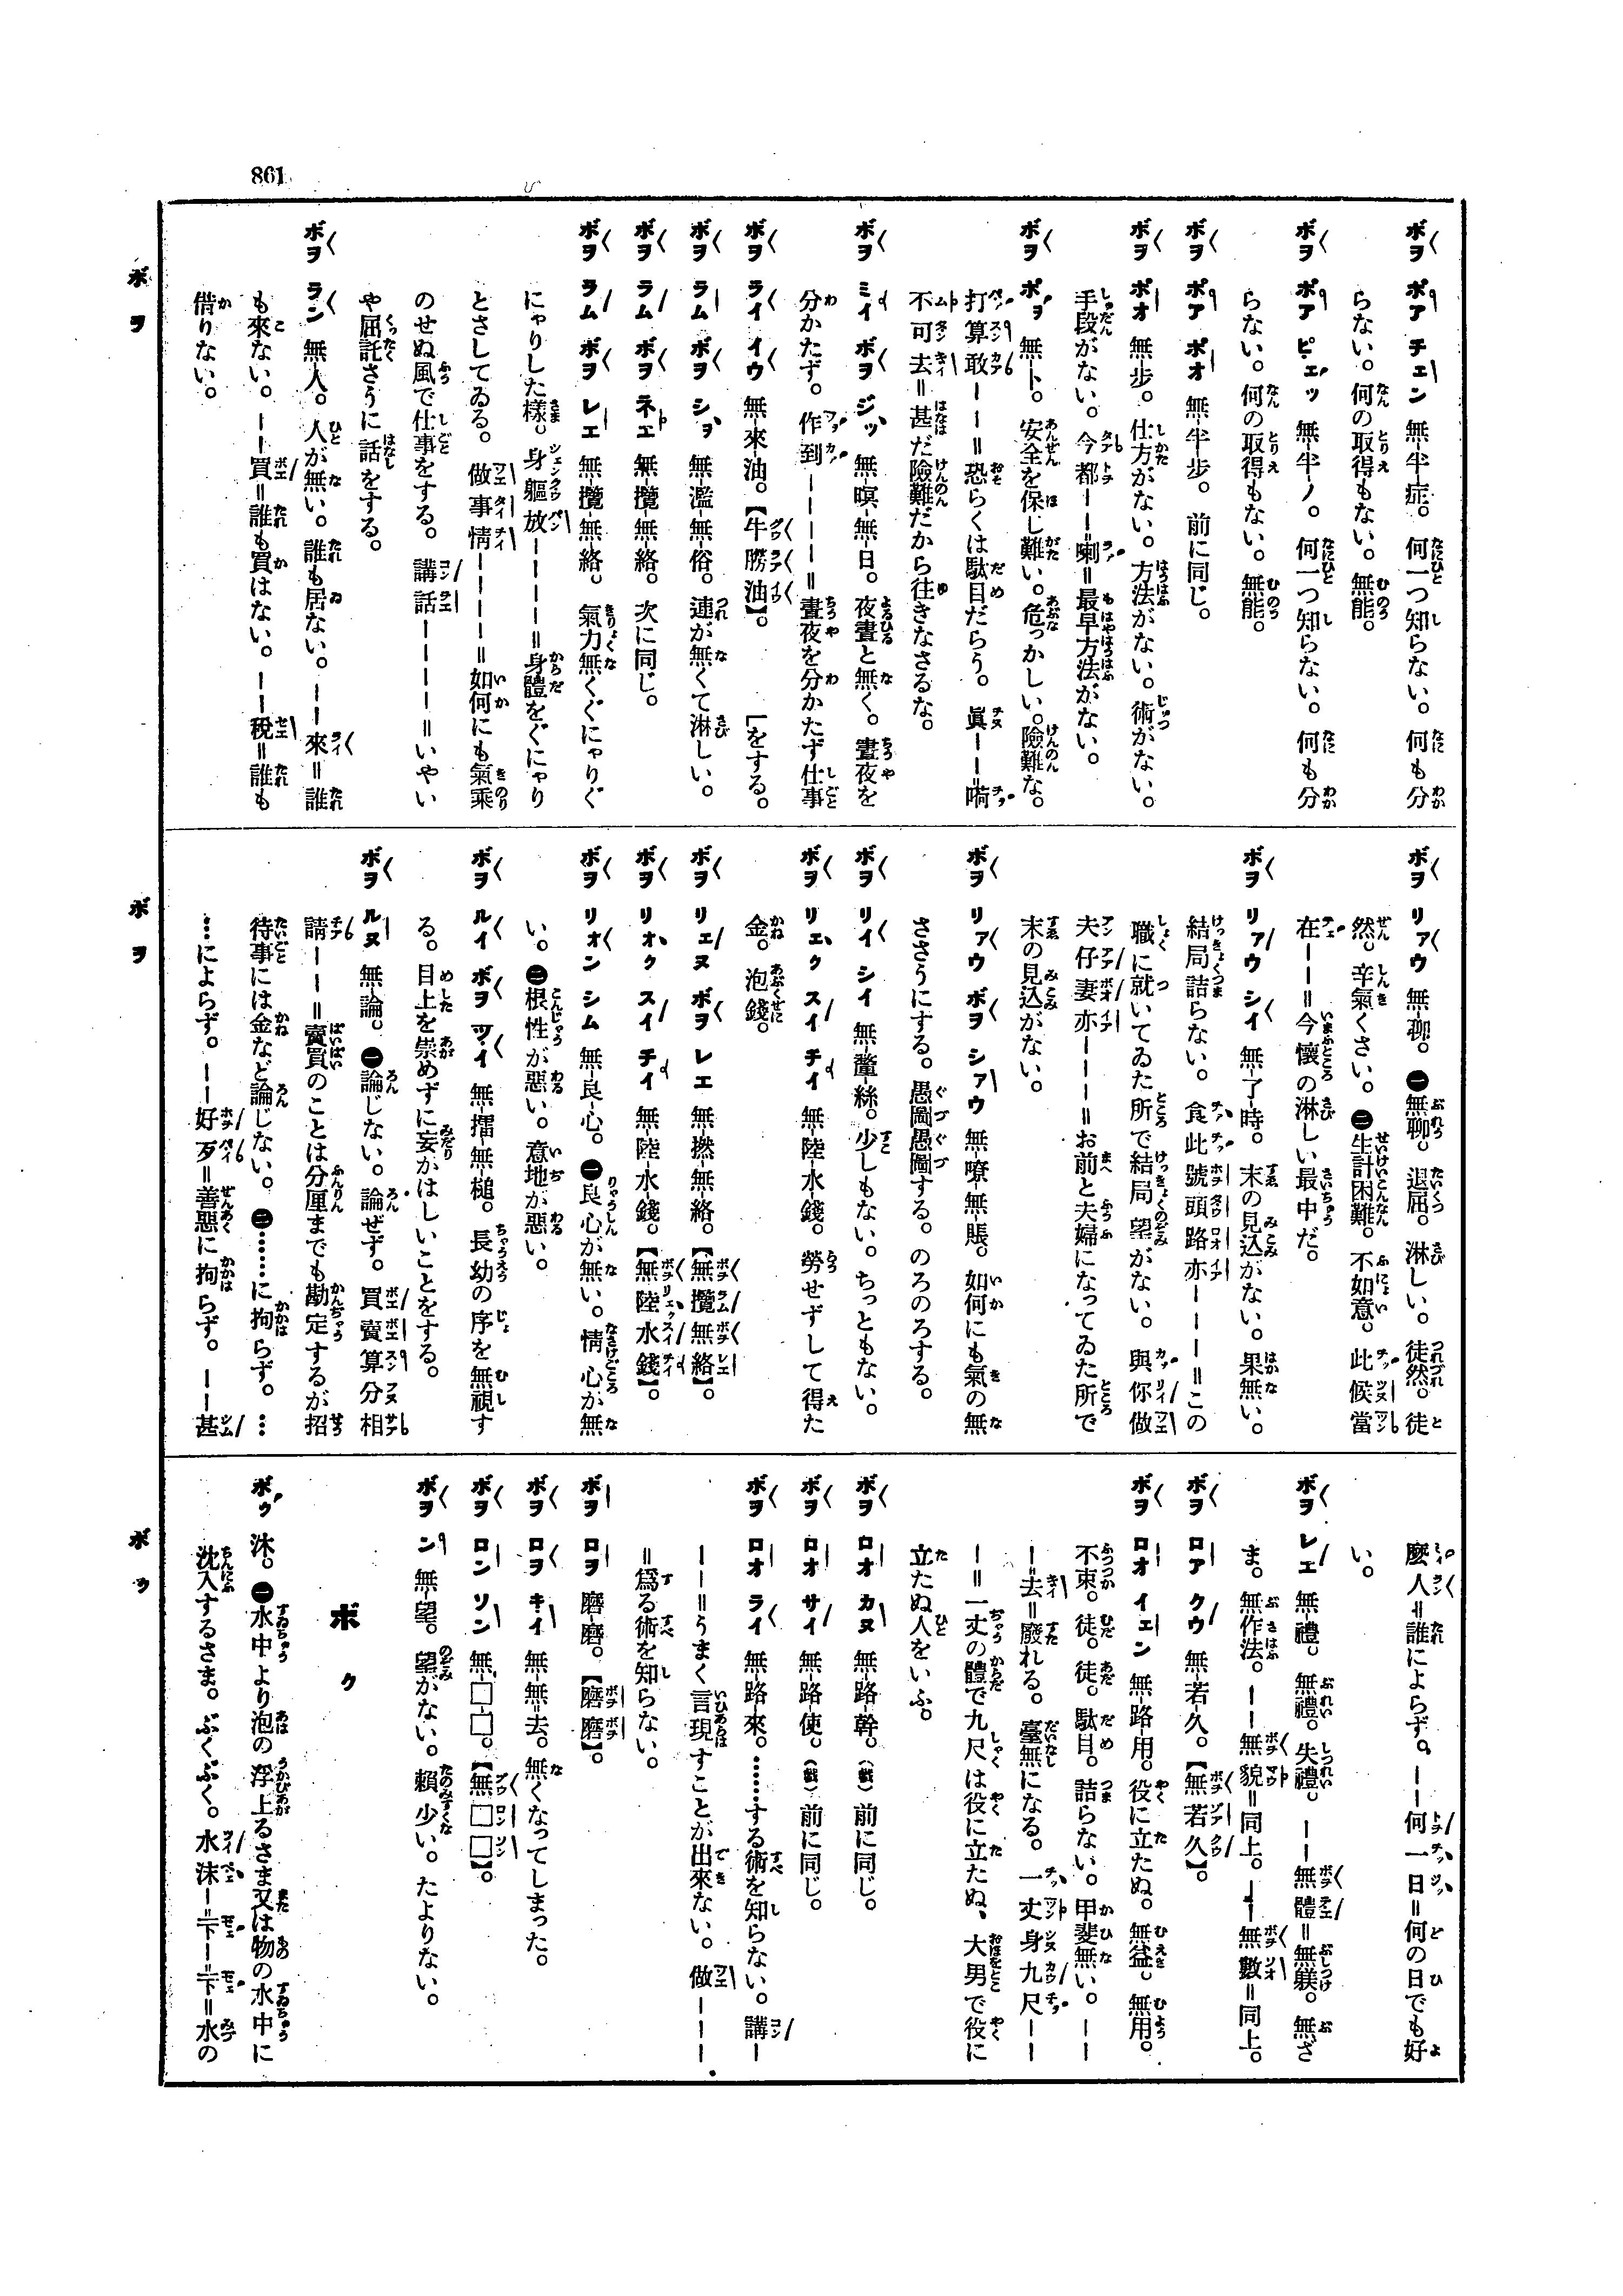 861
ボヲ ポア チェン 無-半-症。何一つ知らない。何も分
らない。何の取得もない。無能。
ボヲ ポア ピェッ 無-半-ノ。何一つ知らない。何も分
らない。何の取得もない。無能。
ボヲ ポア ポオ 無-半-步。前に同じ。
ボヲ ポオ 無-步。仕方がない。方法がない。術がない。
手段がない。今都──喇=最早方法がない。
ボヲ ポヲ 無-卜。安全を保し難い。危っかしい。險難な。
打算敢──=恐らくは駄目だらう。眞──=嗬
不可去=甚だ險難だから往きなさるな。
ボヲ ミイ ボヲ ジッ 無-暝-無-日。夜晝と無く。晝夜を
分かたず。作到────=晝夜を分かたず仕事
ボヲ ライ イウ 無-來-油。【牛朥油】。 [をする。
ボヲ ラム ボヲ ショ 無-濫-無-俗。連が無くて淋しい。
ボヲ ラム ボヲ ネエ 無-攬-無-絡。次に同じ。
ボヲ ラム ボヲ レエ 無-攬-無-絡。氣力無くぐにゃりぐ
にゃりした樣。身軀放────=身體をぐにゃり
とさしてゐる。做事情────=如何にも氣乘
のせぬ風で仕事をする。講話────=いやい
や屈託さうに話をする。
ボヲ ラン 無-人。人が無い。誰も居ない。──來=誰
も來ない。──買=誰も買はない。──稅=誰も
借りない。
ボヲ リアウ 無-聊。㊀無聊。退屈。淋しい。徒然。徒
然。辛氣くさい。㊁生計困難。不如意。此候當
在──=今懷の淋しい最中だ。
ボヲ リアウ シイ 無-了-時。末の見込がない。果無い。
結局詰らない。食此號頭路亦───=この
職に就いてゐた所で結局望がない。與你做
夫仔妻亦───=お前と夫婦になってゐた所で
末の見込がない。
ボヲ リアウ ボヲ シアウ 無-嘹-無-賬。如何にも氣の無
ささうにする。愚圖愚圖する。のろのろする。
ボヲ リイ シイ 無-釐-絲。少しもない。ちっともない。
ボヲ リェク スイ チイ 無-陸-水-錢。勞せずして得た
金。泡錢。
ボヲ リェヌ ボヲ レエ 無-撚-無-絡。【無攬無絡】。
ボヲ リオク スイ チイ 無-陸-水-錢。【無陸水錢】。
ボヲ リオン シム 無-良-心。㊀良心が無い。情心が無
い。㊁根性が惡い。意地が惡い。
ボヲ ルイ ボヲ ツイ 無-擂-無-槌。長幼の序を無視す
る。目上を崇めずに妄かはしいことをする。
ボヲ ルヌ 無-論。㊀論じない。論ぜず。買賣算分相
請──=賣買のことは分厘までも勘定するが招
待事には金など論じない。㊁……に拘らず。…
…によらず。──好歹=善惡に拘らず。──甚
麼人=誰によらず。──何一日=何の日でも好
い。
ボヲ レエ 無-禮。無禮。失禮。──無體=無躾。無ざ
ま。無作法。──無貌=同上。──無數=同上。
ボヲ ロア クウ 無-若-久。【無若久】。
ボヲ ロオ イェン 無-路-用。役に立たぬ。無益。無用。
不束。徒。徒。駄目。詰らない。甲斐無い。──
─=去=廢れる。臺無になる。一丈身九尺──
─=一丈の體で九尺は役に立たぬ、大男で役に
立たぬ人をいふ。
ボヲ ロオ カヌ 無-路-幹。(戲)前に同じ。
ボヲ ロオ サイ 無-路-使。(戲)前に同じ。
ボヲ ロオ ライ 無-路-來。……する術を知らない。講─
──=うまく言現すことが出來ない。做───
=爲る術を知らない。
ボヲ ロヲ 磨-磨。【磨磨】。
ボヲ ロヲ キイ 無-無-去。無くなってしまった。
ボヲ ロン ソン 無-□-□。【無□□】。
ボヲ ン 無-望。望がない。賴少い。たよりない。
ボク
ボク 沐。㊀水中より泡の浮上るさま又は物の水中に
沈入するさま。ぶくぶく。水沫─=下─=下=水の
ボヲ
ボヲ
ボゥ